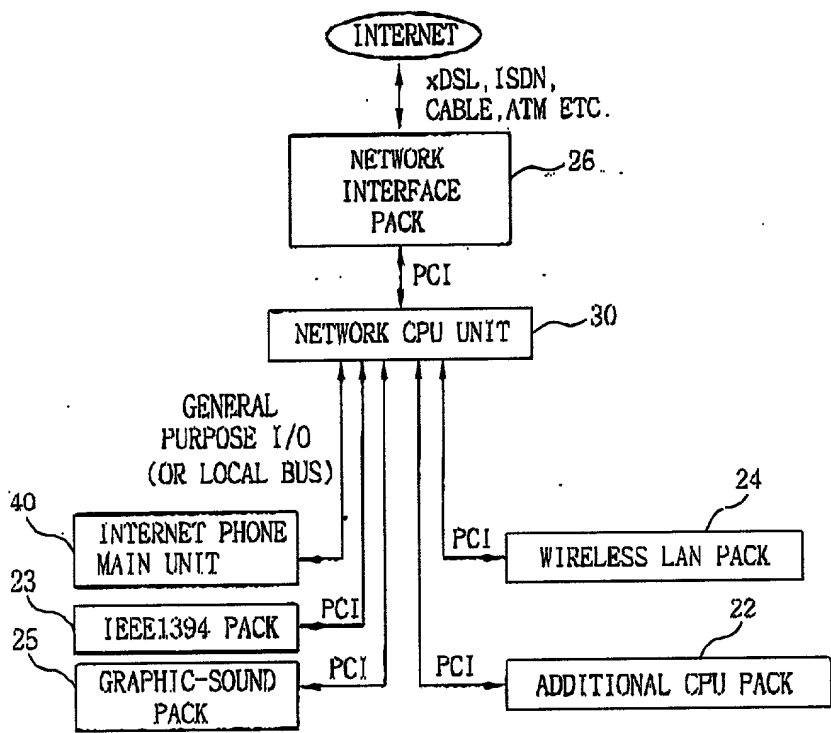 INTERNET
xDSL, ISDN,
CABLE, ATM ETC.
NETWORK
INTERFACE
PACK
26
PCI
NETWORK CPU UNIT
30
GENERAL
PURPOSE I/O
(OR LOCAL BUS)
40
INTERNET PHONE
MAIN UNIT
24
PCI
WIRELESS LAN PACK
23
IEEE1394 PACK
PCI
25
GRAPHIC-SOUND
PACK
PCI
22
PCI
ADDITIONAL CPU PACK